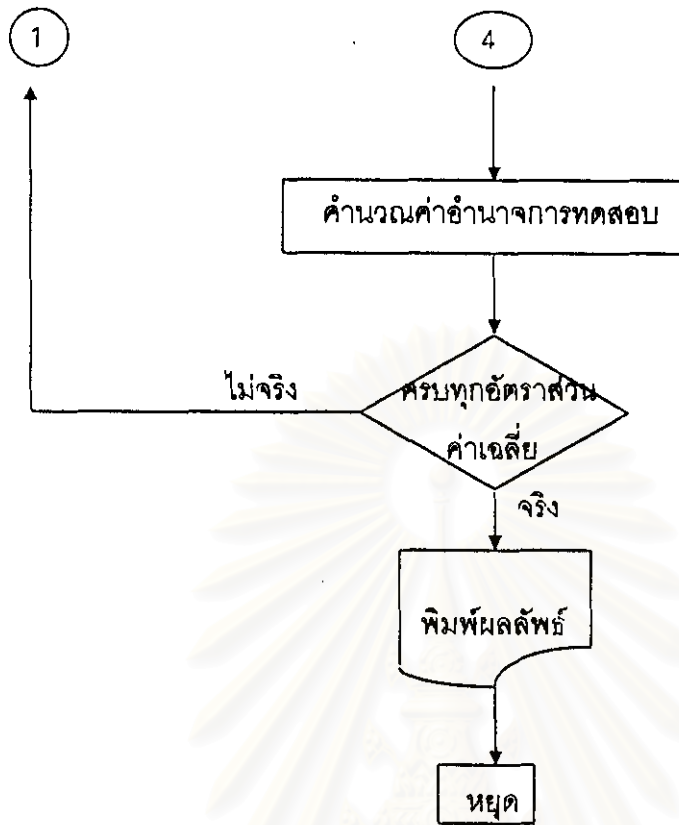 1
4
คำนวณค่าอำนาจการทดสอบ
ไม่จริง
ครบทุกอัตราส่วน
ค่าเฉลี่ย
จริง
พิมพ์ผลลัพธ์
หยุด